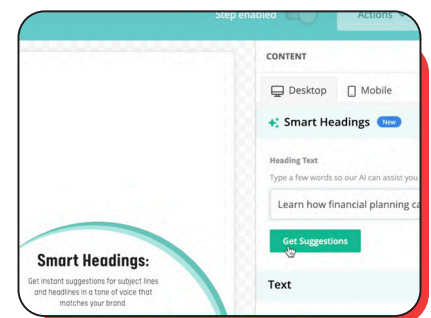 Step enabled
Actions
CONTENT
Desktop
Mobile
Smart Headings New
Heading Text
Type a few words so our AI can assist you
Learn how financial planning ca
Get Suggestions
Text
Smart Headings:
Get instant suggestions for subject lines
and headlines in a tone of voice that
matches your brand